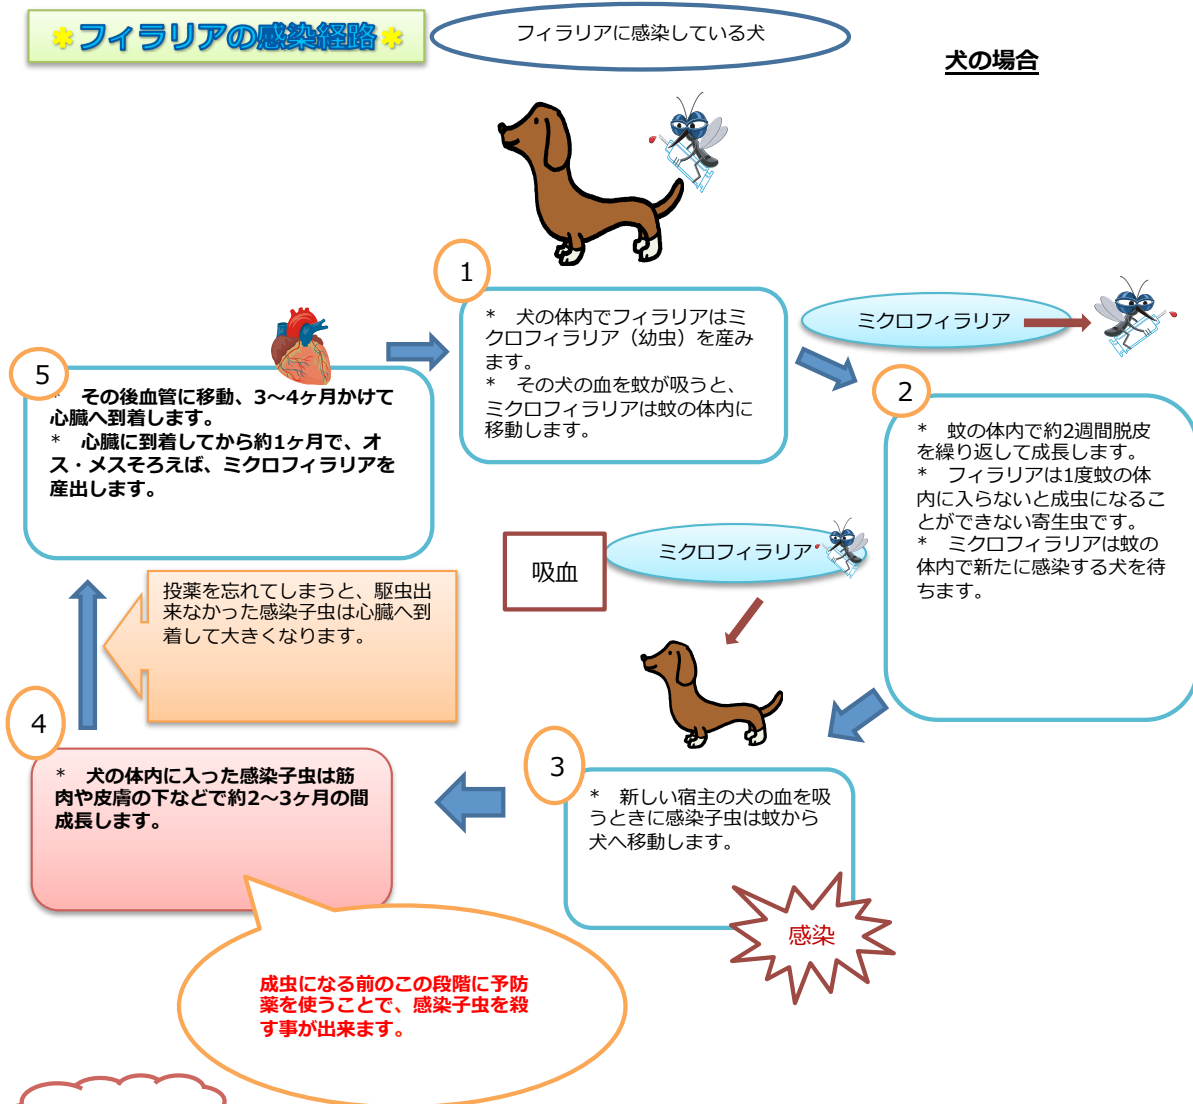 *フィラリアの感染経路*
フィラリアに感染している犬
犬の場合
1
* 犬の体内でフィラリアはミ
クロフィラリア（幼虫）を産み
ます。
* その犬の血を蚊が吸うと、
ミクロフィラリアは蚊の体内に
移動します。
ミクロフィラリア
2
* 蚊の体内で約2週間脱皮
を繰り返して成長します。
* フィラリアは1度蚊の体
内に入らないと成虫になるこ
とができない寄生虫です。
* ミクロフィラリアは蚊の
体内で新たに感染する犬を待
ちます。
吸血
ミクロフィラリア
3
* 新しい宿主の犬の血を吸
うときに感染子虫は蚊から
犬へ移動します。
感染
4
* 犬の体内に入った感染子虫は筋
肉や皮膚の下などで約2〜3ヶ月の間
成長します。
成虫になる前のこの段階に予防
薬を使うことで、感染子虫を殺
す事が出来ます。
投薬を忘れてしまうと、駆虫出
来なかった感染子虫は心臓へ到
着して大きくなります。
5
* その後血管に移動、3〜4ヶ月かけて
心臓へ到着します。
* 心臓に到着してから約1ヶ月で、オ
ス・メスそろえば、ミクロフィラリアを
産出します。